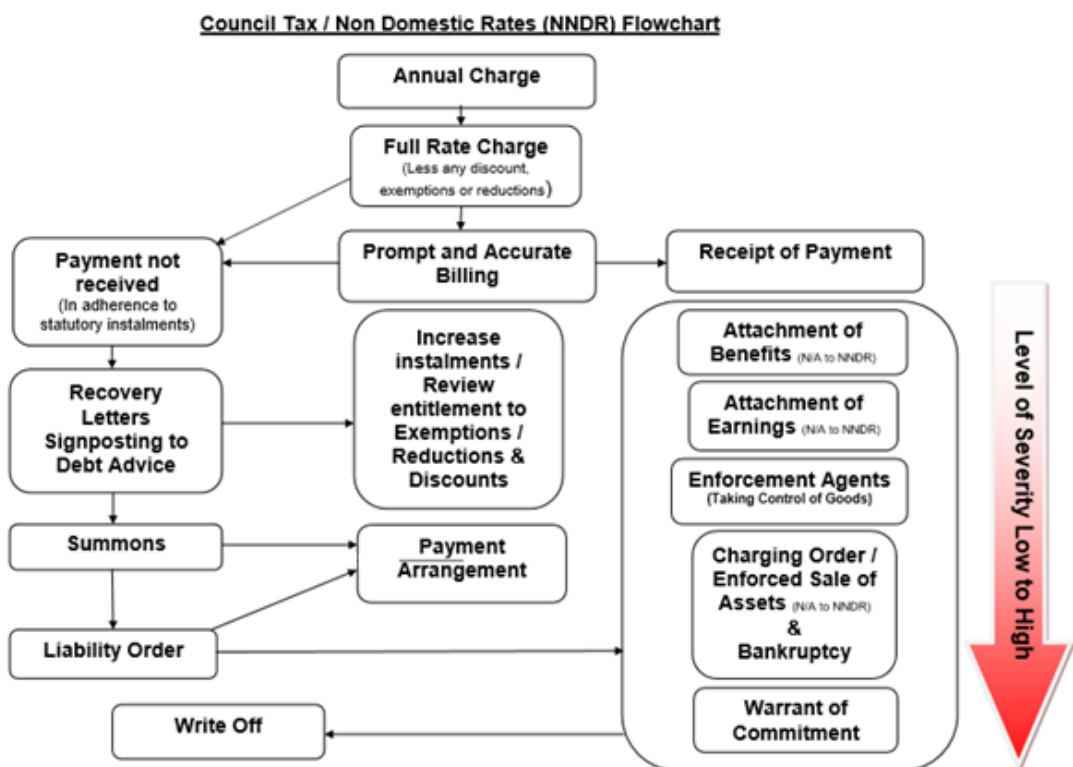 Council Tax / Non Domestic Rates (NNDR) Flowchart
Annual Charge
Full Rate Charge
(Less any discount,
exemptions or reductions)
Payment not
received
(In adherence to
statutory instalments)
Prompt and Accurate
Billing
Receipt of Payment
Recovery
Letters
Signposting to
Debt Advice
Increase
instalments /
Review
entitlement to
Exemptions /
Reductions &
Discounts
Attachment of
Benefits (N/A to NNDR)
Attachment of
Earnings (N/A to NNDR)
Enforcement Agents
(Taking Control of Goods)
Summons
Payment
Arrangement
Charging Order /
Enforced Sale of
Assets (N/A to NNDR)
&
Bankruptcy
Liability Order
Warrant of
Commitment
Write Off
Level of Severity Low to High